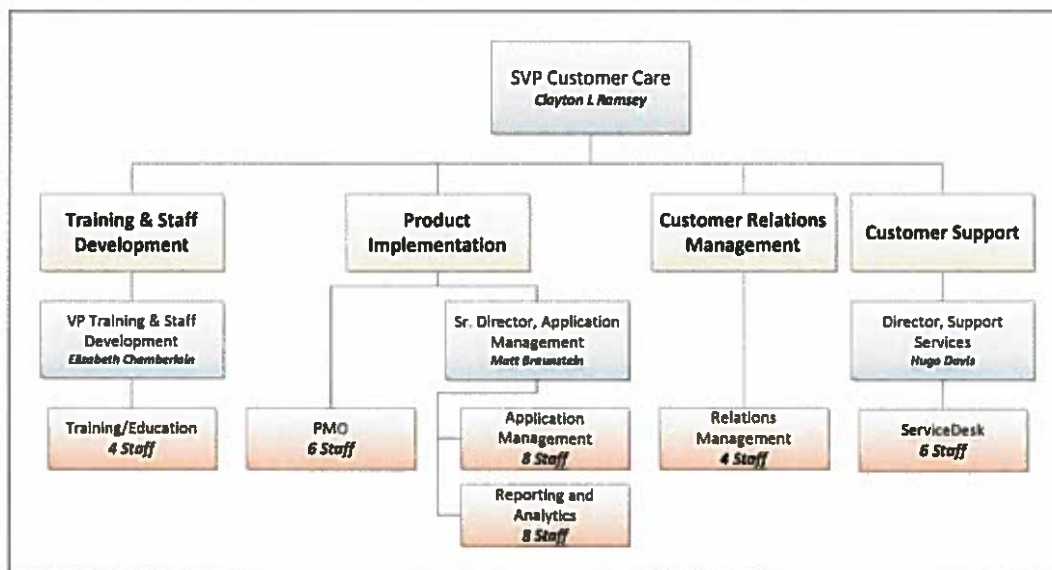 SVP Customer Care
Clayton L Ramsey
Training & Staff
Development
Product
Implementation
Customer Relations
Management
Customer Support
VP Training & Staff
Development
Elizabeth Chamberlain
Sr. Director, Application
Management
Matt Braunstein
Director, Support
Services
Hugo Davis
Training/Education
4 Staff
PMO
6 Staff
Application
Management
8 Staff
Relations
Management
4 Staff
ServiceDesk
6 Staff
Reporting and
Analytics
8 Staff